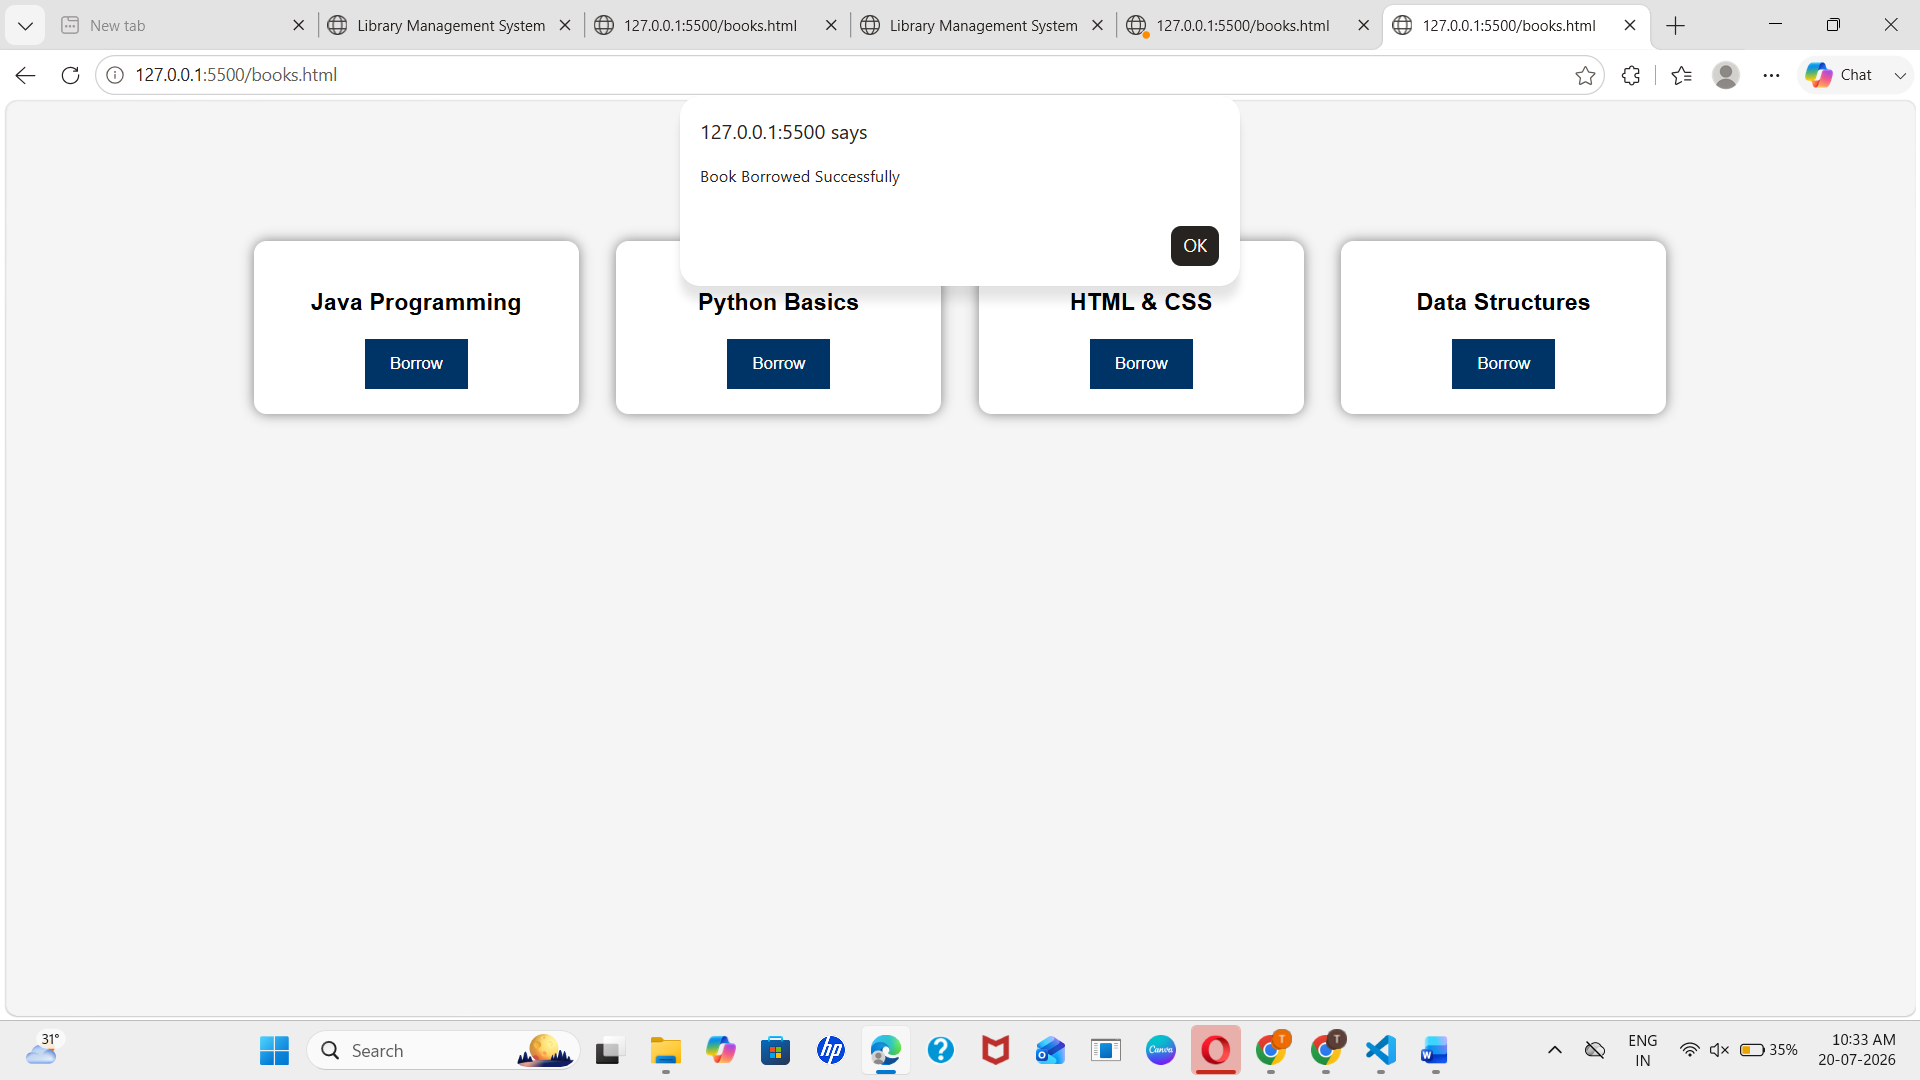 New tab
Library Management System
127.0.0.1:5500/books.html
Library Management System
127.0.0.1:5500/books.html
127.0.0.1:5500/books.html
127.0.0.1:5500/books.html
Chat
127.0.0.1:5500 says
Book Borrowed Successfully
OK
Java Programming
Python Basics
HTML & CSS
Data Structures
Borrow
Borrow
Borrow
Borrow
31°
Search
hp
Canva
T
T
W
ENG
IN
35%
10:33 AM
20-07-2026